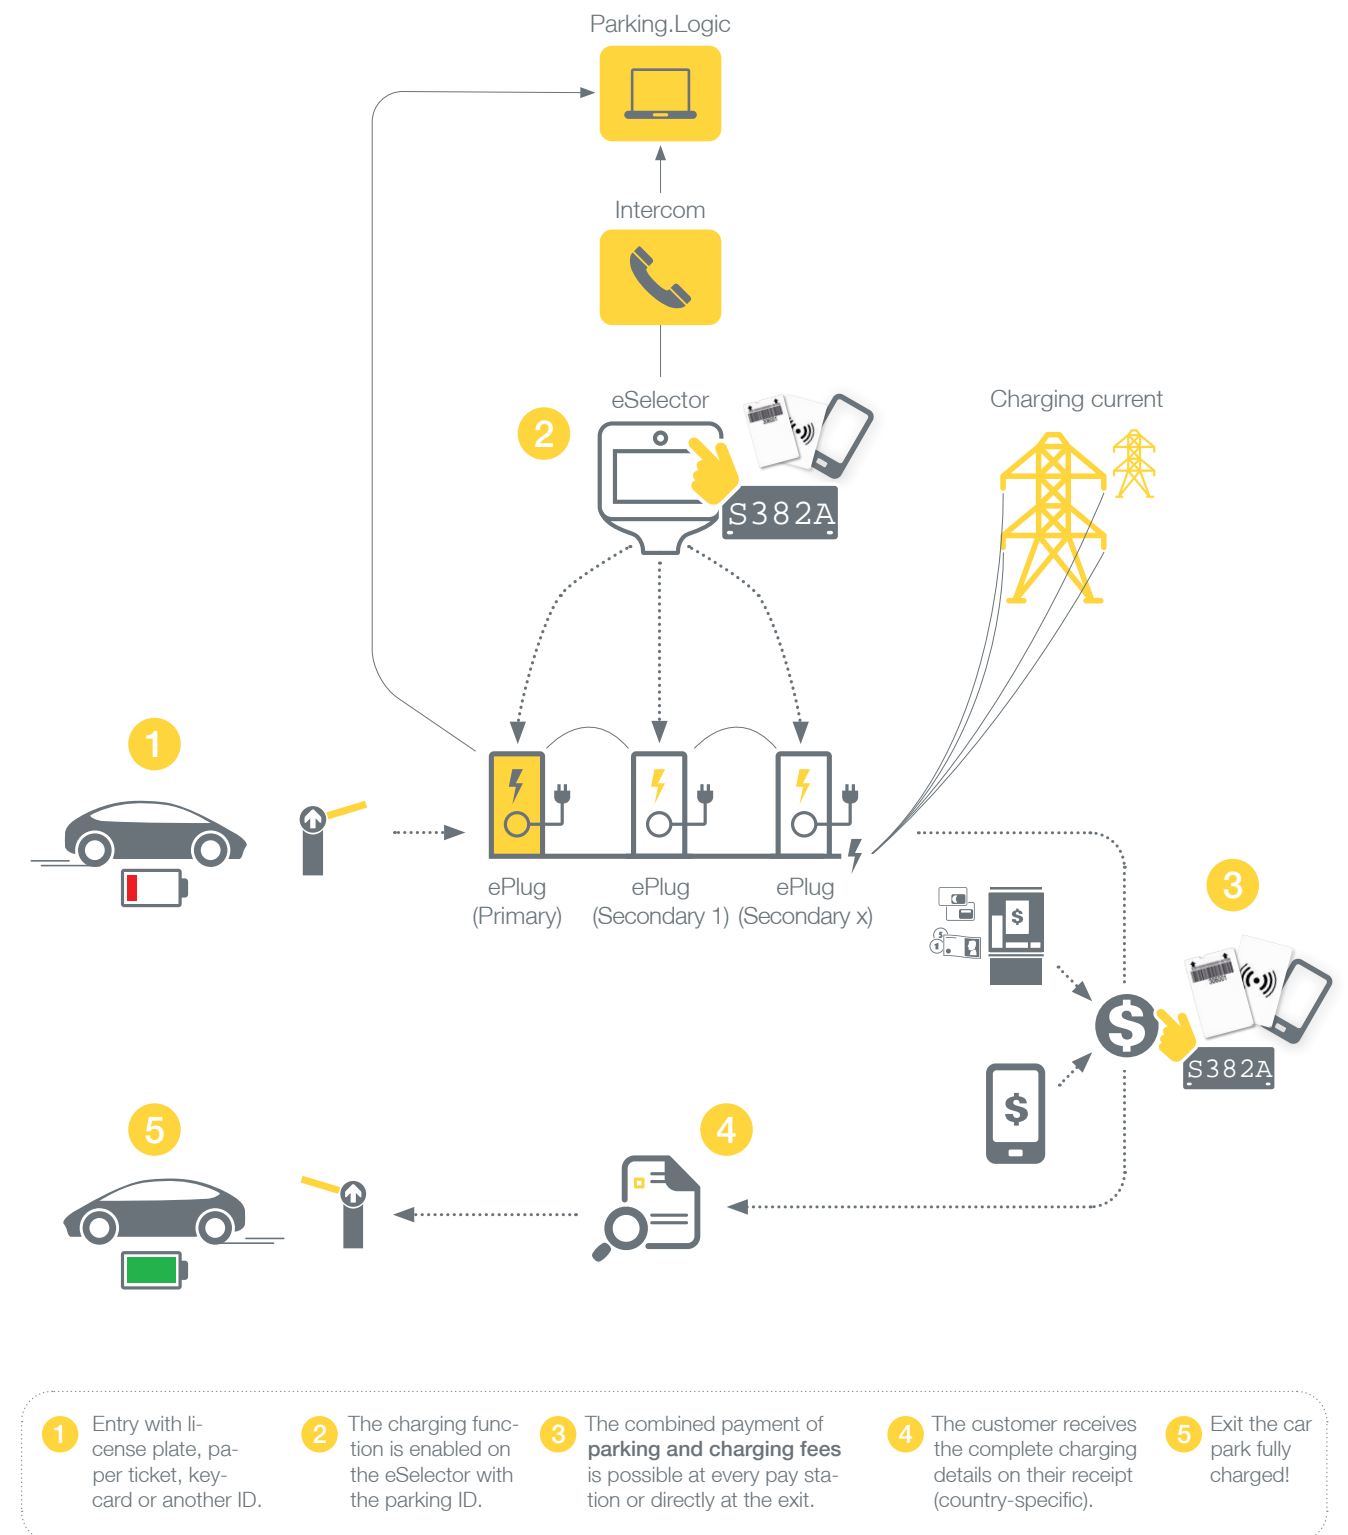 Parking.Logic
Intercom
eSelector
2
S382A
Charging current
1
ePlug
(Primary)
ePlug
(Secondary 1)
ePlug
(Secondary x)
$
3
$
S382A
$
5
4
1 Entry with li-
cense plate, pa-
per ticket, key-
card or another ID.
2 The charging func-
tion is enabled on
the eSelector with
the parking ID.
3 The combined payment of
parking and charging fees
is possible at every pay sta-
tion or directly at the exit.
4 The customer receives
the complete charging
details on their receipt
(country-specific).
5 Exit the car
park fully
charged!